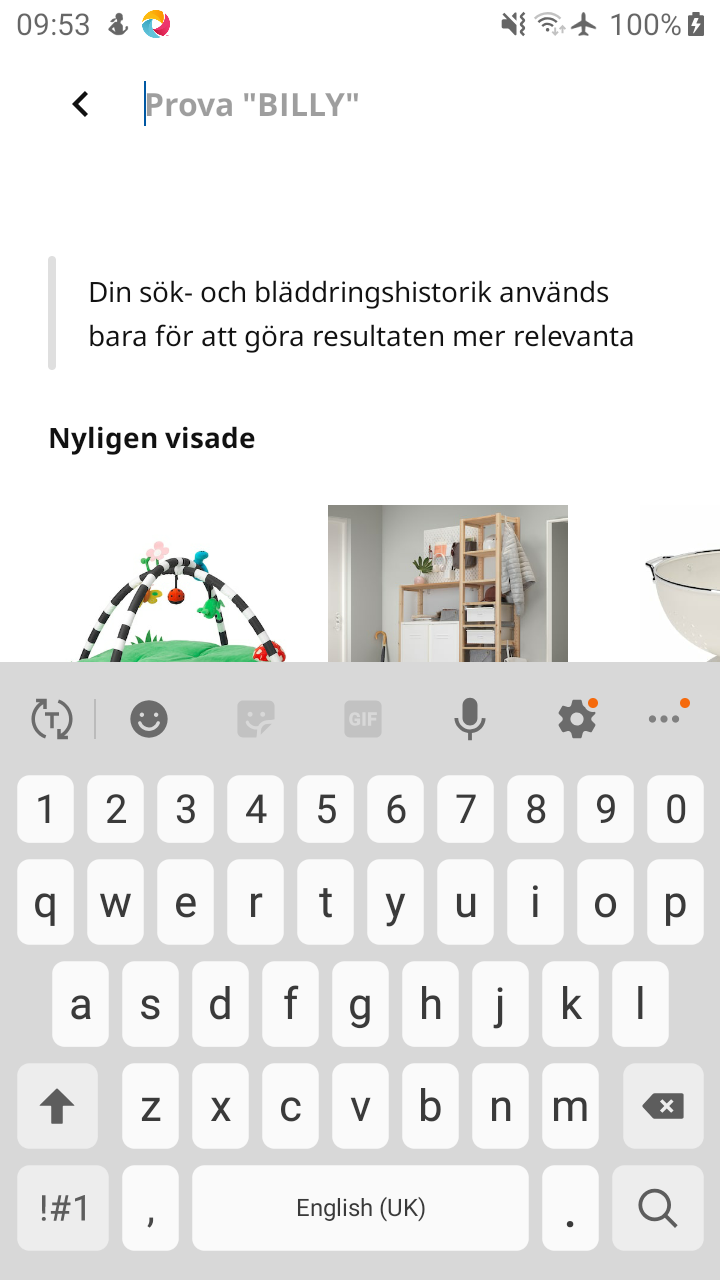 09:53
100%
Prova "BILLY"
Din sök- och bläddringshistorik används
bara för att göra resultaten mer relevanta
Nyligen visade
T
GIF
1 2 3 4 5 6 7 8 9 0
q w e r t y u i o p
a s d f g h j k l
z x c v b n m
!#1 , English (UK) .